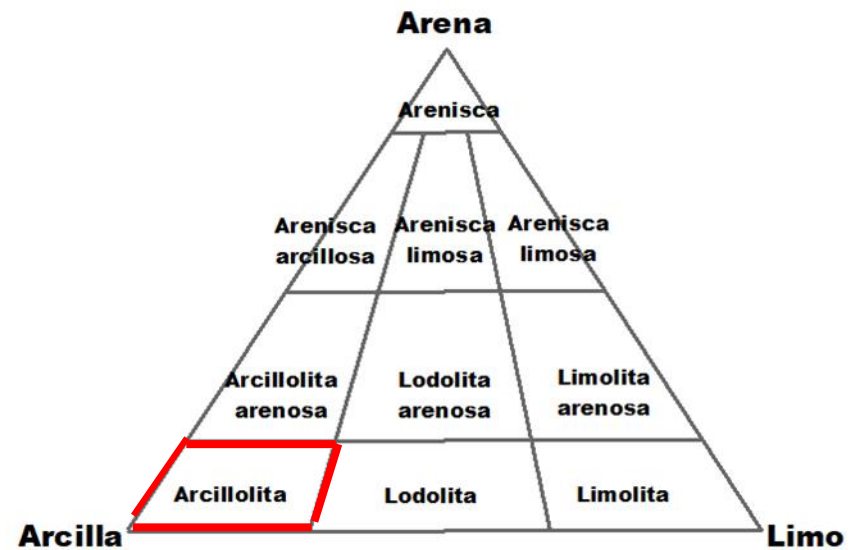 Arena
Arenisca
Arenisca
arcillosa
Arenisca
limosa
Arenisca
limosa
Arcillolita
arenosa
Lodolita
arenosa
Limolita
arenosa
Arcillolita
Lodolita
Limolita
Arcilla
Limo